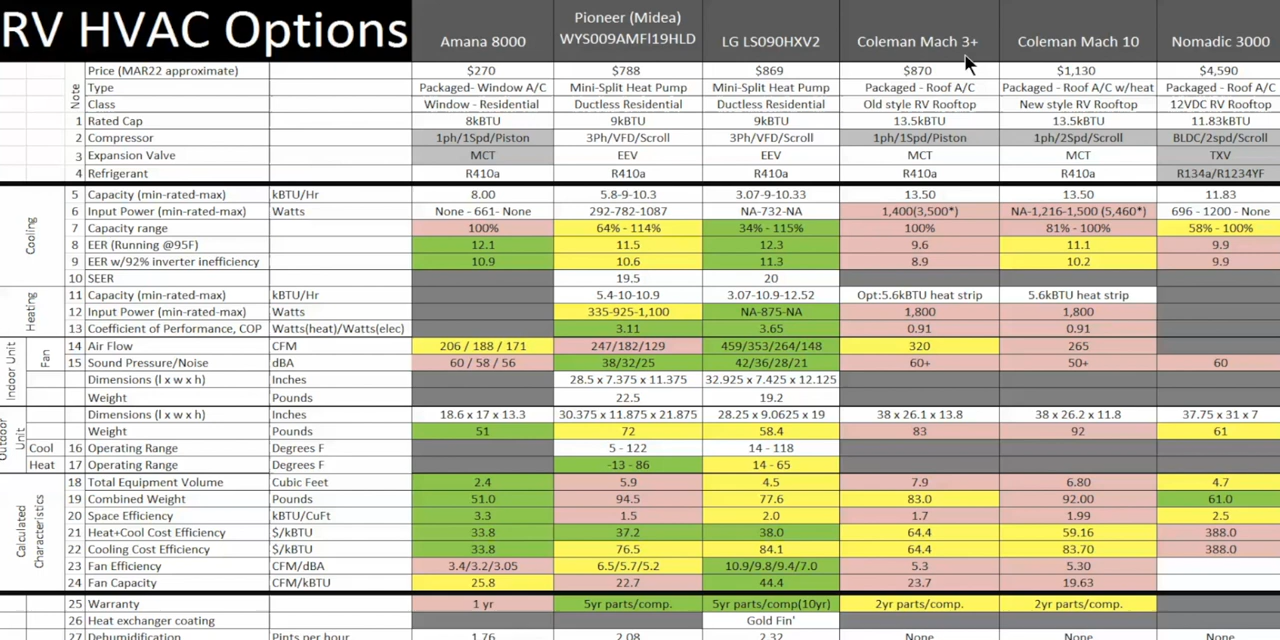 RV HVAC Options
Amana 8000 Pioneer (Midea) WYS009AMFI19HLD LG LS090HXV2 Coleman Mach 3+ Coleman Mach 10 Nomadic 3000
Note
Price (MAR22 approximate) $270 $788 $869 $870 $1,130 $4,590
Type Packaged- Window A/C Mini-Split Heat Pump Mini-Split Heat Pump Packaged - Roof A/C Packaged - Roof A/C w/heat Packaged - Roof A/C
Class Window - Residential Ductless Residential Ductless Residential Old style RV Rooftop New style RV Rooftop 12VDC RV Rooftop
1 Rated Cap 8kBTU 9kBTU 9kBTU 13.5kBTU 13.5kBTU 11.83kBTU
2 Compressor 1ph/1Spd/Piston 3Ph/VFD/Scroll 3Ph/VFD/Scroll 1ph/1Spd/Piston 1ph/2Spd/Scroll BLDC/2spd/Scroll
3 Expansion Valve MCT EEV EEV MCT MCT TXV
4 Refrigerant R410a R410a R410a R410a R410a R134a/R1234YF
Cooling
5 Capacity (min-rated-max) kBTU/Hr 8.00 5.8-9-10.3 3.07-9-10.33 13.50 13.50 11.83
6 Input Power (min-rated-max) Watts None - 661- None 292-782-1087 NA-732-NA 1,400(3,500*) NA-1,216-1,500 (5,460*) 696 - 1200 - None
7 Capacity range 100% 64% - 114% 34% - 115% 100% 81% - 100% 58% - 100%
8 EER (Running @95F) 12.1 11.5 12.3 9.6 11.1 9.9
9 EER w/92% inverter inefficiency 10.9 10.6 11.3 8.9 10.2 9.9
10 SEER 19.5 20
Heating
11 Capacity (min-rated-max) kBTU/Hr 5.4-10-10.9 3.07-10.9-12.52 Opt:5.6kBTU heat strip 5.6kBTU heat strip
12 Input Power (min-rated-max) Watts 335-925-1,100 NA-875-NA 1,800 1,800
13 Coefficient of Performance, COP Watts(heat)/Watts(elec) 3.11 3.65 0.91 0.91
Indoor Unit
Fan
14 Air Flow CFM 206 / 188 / 171 247/182/129 459/353/264/148 320 265
15 Sound Pressure/Noise dBA 60 / 58 / 56 38/32/25 42/36/28/21 60+ 50+ 60
Dimensions (l x w x h) Inches 28.5 x 7.375 x 11.375 32.925 x 7.425 x 12.125
Weight Pounds 22.5 19.2
Outdoor Unit
Dimensions (l x w x h) Inches 18.6 x 17 x 13.3 30.375 x 11.875 x 21.875 28.25 x 9.0625 x 19 38 x 26.1 x 13.8 38 x 26.2 x 11.8 37.75 x 31 x 7
Weight Pounds 51 72 58.4 83 92 61
Cool 16 Operating Range Degrees F 5 - 122 14 - 118
Heat 17 Operating Range Degrees F -13 - 86 14 - 65
Calculated Characteristics
18 Total Equipment Volume Cubic Feet 2.4 5.9 4.5 7.9 6.80 4.7
19 Combined Weight Pounds 51.0 94.5 77.6 83.0 92.00 61.0
20 Space Efficiency kBTU/CuFt 3.3 1.5 2.0 1.7 1.99 2.5
21 Heat+Cool Cost Efficiency $/kBTU 33.8 37.2 38.0 64.4 59.16 388.0
22 Cooling Cost Efficiency $/kBTU 33.8 76.5 84.1 64.4 83.70 388.0
23 Fan Efficiency CFM/dBA 3.4/3.2/3.05 6.5/5.7/5.2 10.9/9.8/9.4/7.0 5.3 5.30
24 Fan Capacity CFM/kBTU 25.8 22.7 44.4 23.7 19.63
25 Warranty 1 yr 5yr parts/comp. 5yr parts/comp(10yr) 2yr parts/comp. 2yr parts/comp.
26 Heat exchanger coating Gold Fin'
27 Dehumidification Pints per hour 1.76 2.08 2.32 None None None